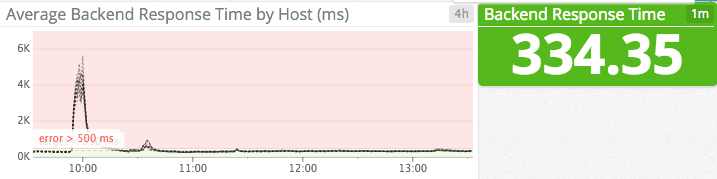 Average Backend Response Time by Host (ms) 4h
6K
4K
2K
error > 500 ms
0K
10:00 11:00 12:00 13:00
Backend Response Time 1m
334.35